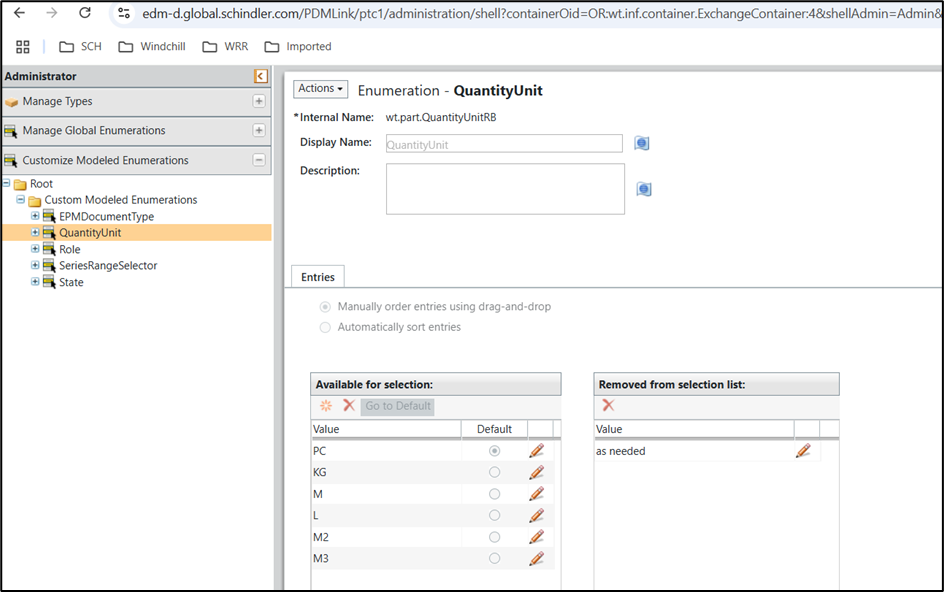 edm-d.global.schindler.com/PDMLink/ptc1/administration/shell?containerOid=OR:wt.inf.container.ExchangeContainer:4&shellAdmin=Admin&
SCH Windchill WRR Imported
Administrator
Manage Types
Manage Global Enumerations
Customize Modeled Enumerations
Root
Custom Modeled Enumerations
EPMDocumentType
QuantityUnit
Role
SeriesRangeSelector
State
Actions Enumeration - QuantityUnit
*Internal Name: wt.part.QuantityUnitRB
Display Name: QuantityUnit
Description:
Entries
Manually order entries using drag-and-drop
Automatically sort entries
Available for selection:
Go to Default
Value Default
PC
KG
M
L
M2
M3
Removed from selection list:
Value
as needed